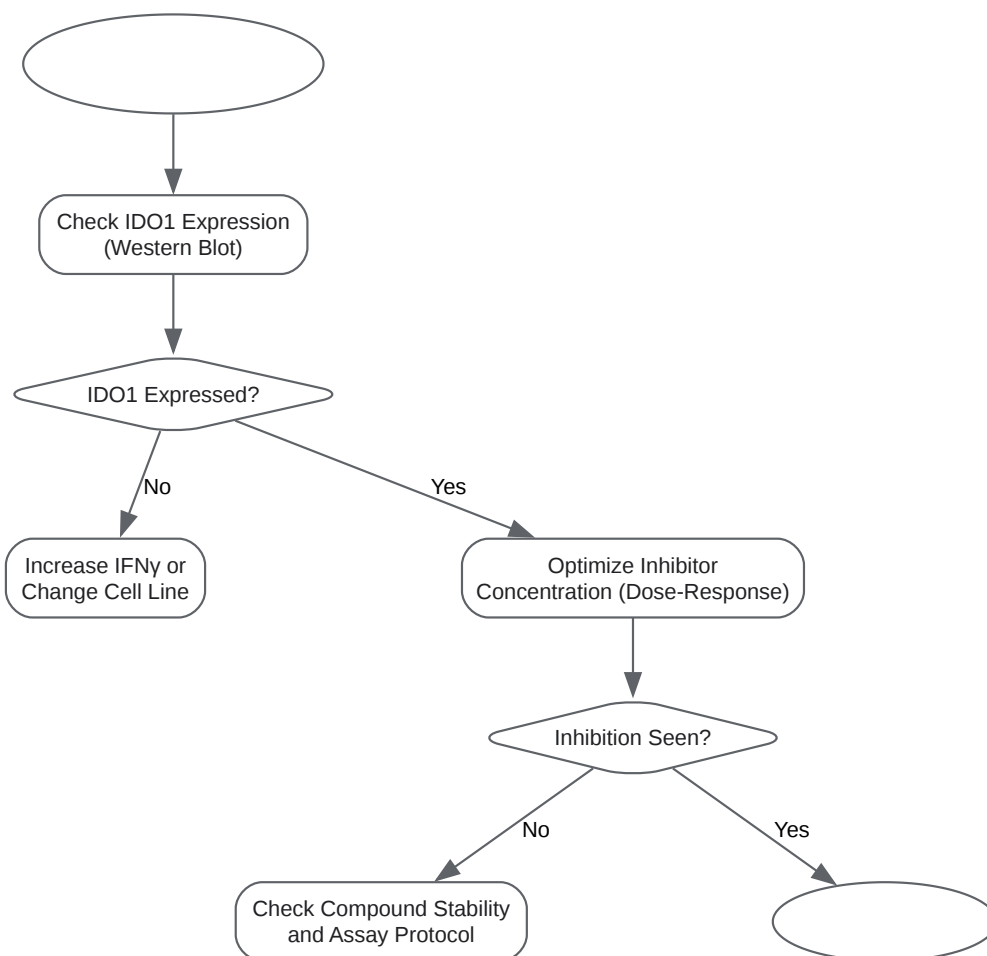 Check IDO1 Expression
(Western Blot)
IDO1 Expressed?
No
Yes
Increase IFNγ or
Change Cell Line
Optimize Inhibitor
Concentration (Dose-Response)
Inhibition Seen?
No
Yes
Check Compound Stability
and Assay Protocol